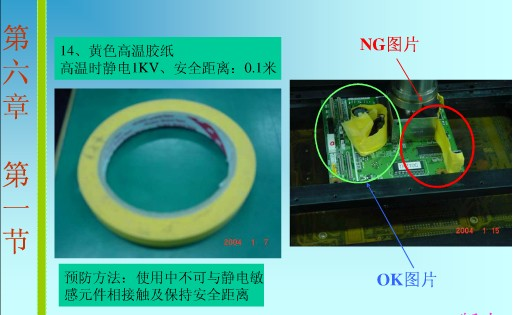 第六章 第一节
14、黄色高温胶纸
高温时静电1KV、安全距离：0.1米
NG图片
2004 1 7
2004 1 15
预防方法：使用中不可与静电敏
感元件相接触及保持安全距离
OK图片